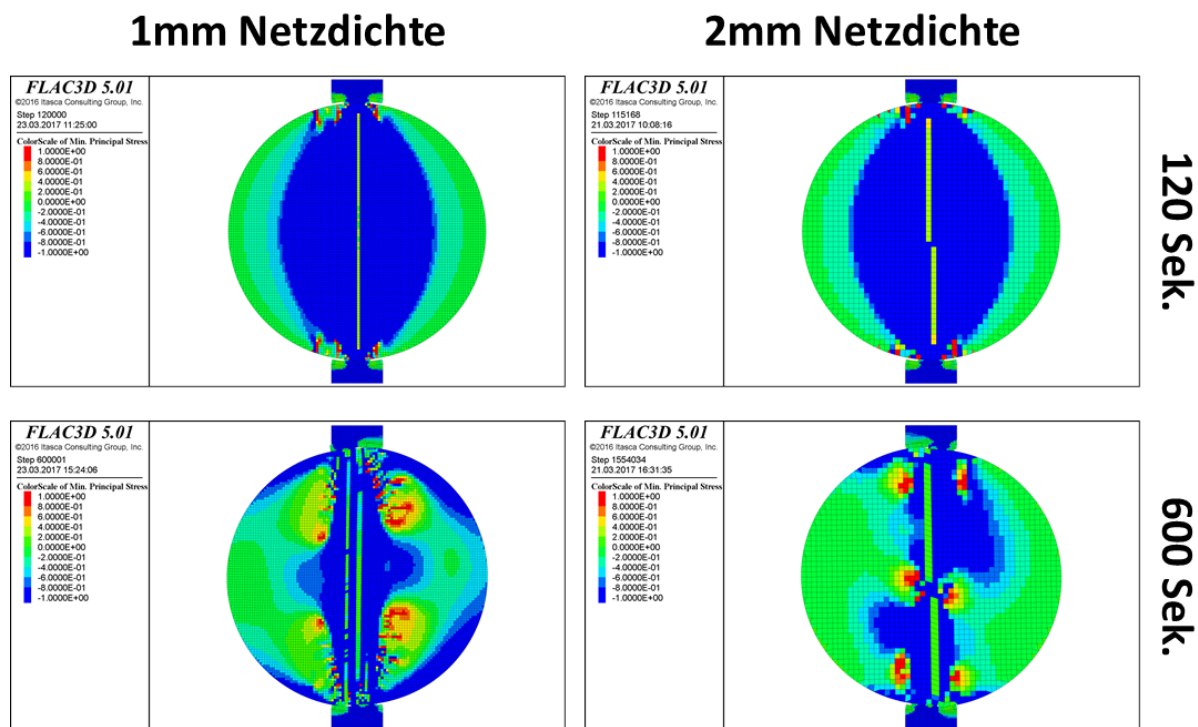 1mm Netzdichte
2mm Netzdichte
FLAC3D 5.01
©2016 Itasca Consulting Group, Inc.
Step 120000
23.03.2017 11:25:00
ColorScale of Min. Principal Stress
1.0000E+00
8.0000E-01
6.0000E-01
4.0000E-01
2.0000E-01
0.0000E+00
-2.0000E-01
-4.0000E-01
-6.0000E-01
-8.0000E-01
-1.0000E+00
FLAC3D 5.01
©2016 Itasca Consulting Group, Inc.
Step 115168
21.03.2017 10:08:16
ColorScale of Min. Principal Stress
1.0000E+00
8.0000E-01
6.0000E-01
4.0000E-01
2.0000E-01
0.0000E+00
-2.0000E-01
-4.0000E-01
-6.0000E-01
-8.0000E-01
-1.0000E+00
120 Sek.
FLAC3D 5.01
©2016 Itasca Consulting Group, Inc.
Step 600001
23.03.2017 15:24:06
ColorScale of Min. Principal Stress
1.0000E+00
8.0000E-01
6.0000E-01
4.0000E-01
2.0000E-01
0.0000E+00
-2.0000E-01
-4.0000E-01
-6.0000E-01
-8.0000E-01
-1.0000E+00
FLAC3D 5.01
©2016 Itasca Consulting Group, Inc.
Step 1554034
21.03.2017 16:31:35
ColorScale of Min. Principal Stress
1.0000E+00
8.0000E-01
6.0000E-01
4.0000E-01
2.0000E-01
0.0000E+00
-2.0000E-01
-4.0000E-01
-6.0000E-01
-8.0000E-01
-1.0000E+00
600 Sek.